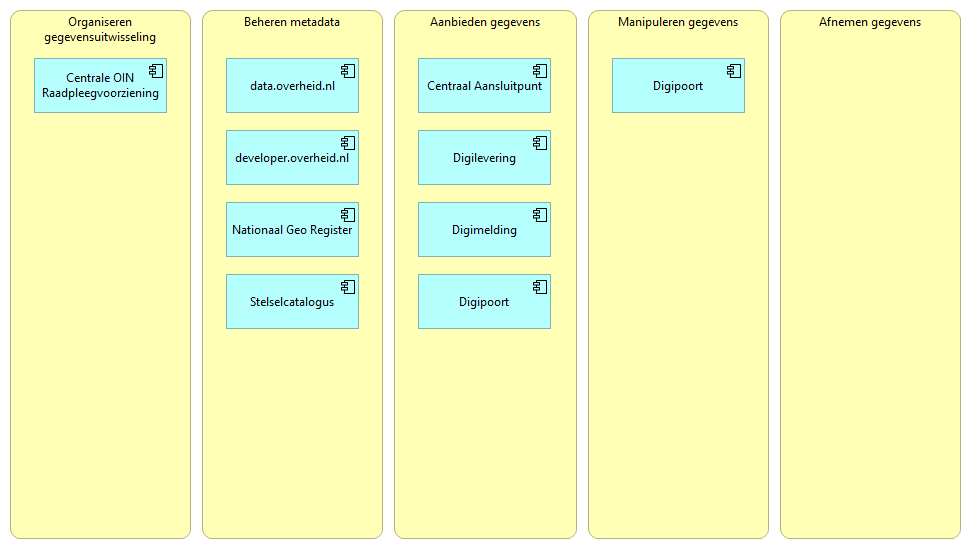 Organiseren
gegevensuitwisseling
Centrale OIN
Raadpleegvoorziening
Beheren metadata
data.overheid.nl
developer.overheid.nl
Nationaal Geo Register
Stelselcatalogus
Aanbieden gegevens
Centraal Aansluitpunt
Digilevering
Digimelding
Digipoort
Manipuleren gegevens
Digipoort
Afnemen gegevens